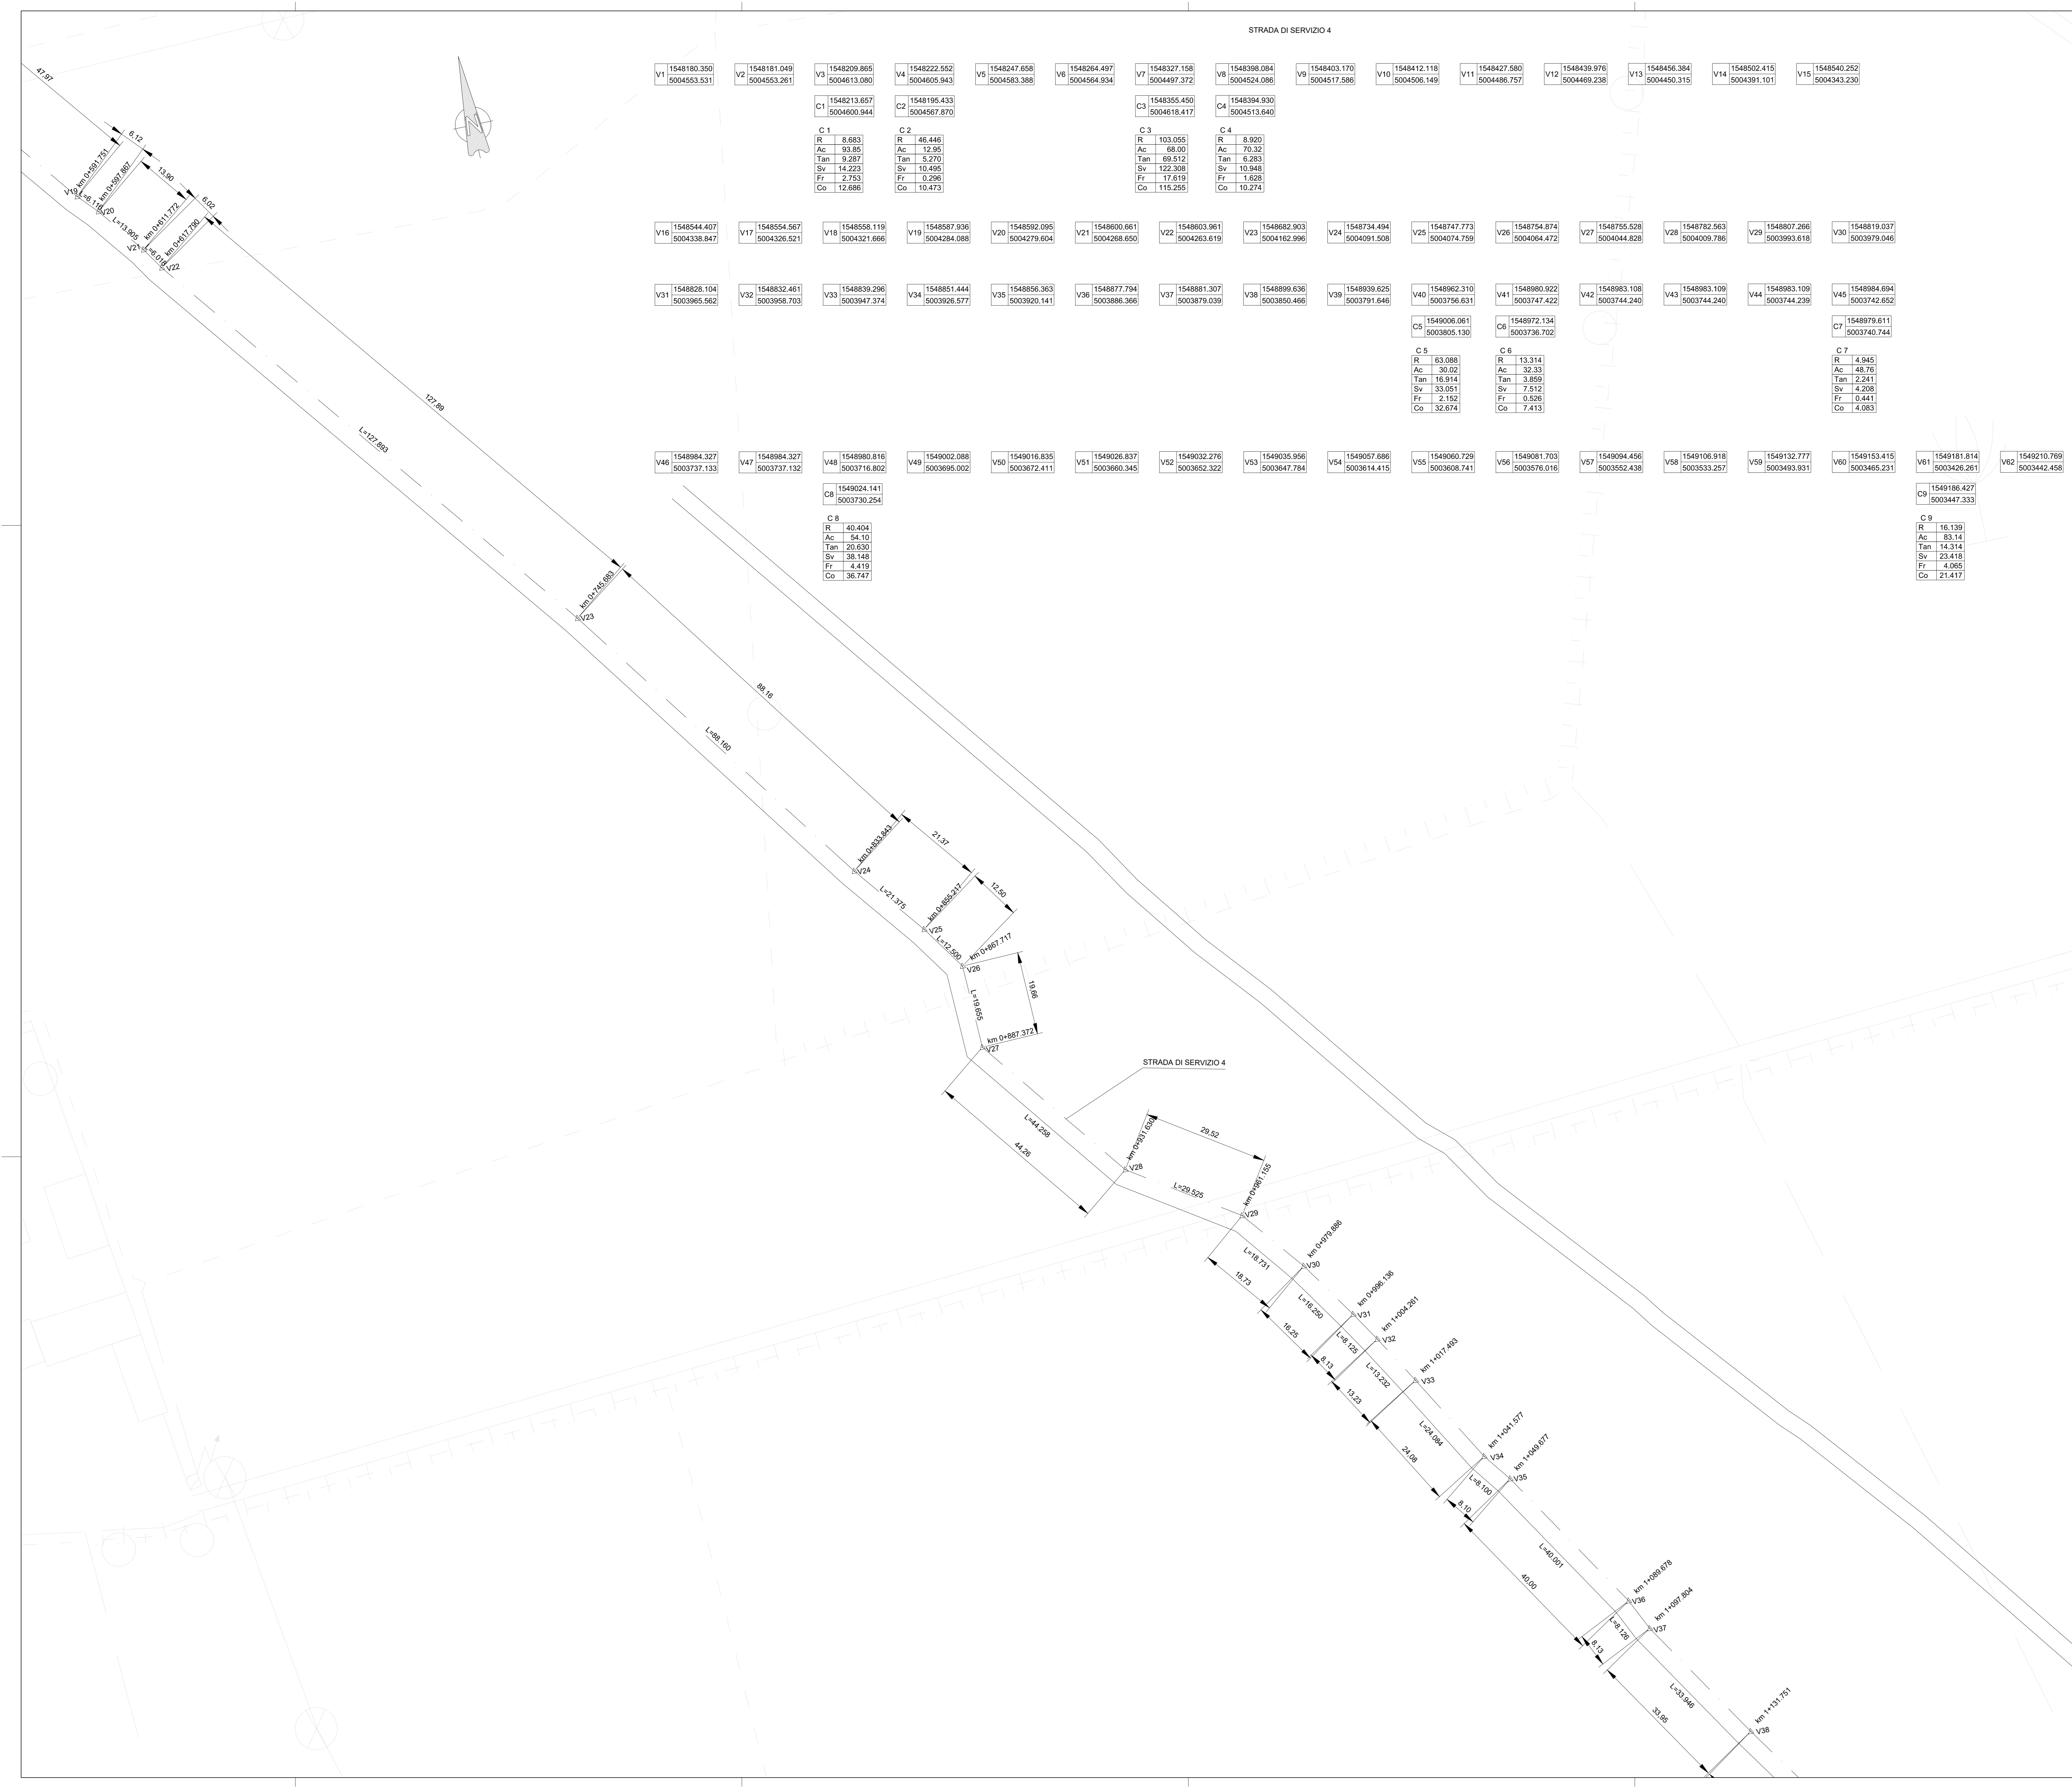 STRADA DI SERVIZIO 4
V1 1548180.350 5004553.531
V2 1548181.049 5004553.261
V3 1548209.865 5004613.080
V4 1548222.552 5004605.943
V5 1548247.658 5004583.388
V6 1548264.497 5004564.934
V7 1548327.158 5004497.372
V8 1548398.084 5004524.086
V9 1548403.170 5004517.586
V10 1548412.118 5004506.149
V11 1548427.580 5004486.757
V12 1548439.976 5004469.238
V13 1548456.384 5004450.315
V14 1548502.415 5004391.101
V15 1548540.252 5004343.230
C1 1548213.657 5004600.944
C2 1548195.433 5004567.870
C3 1548355.450 5004618.417
C4 1548394.930 5004513.640
C 1
R 8.683
Ac 93.85
Tan 9.287
Sv 14.223
Fr 2.753
Co 12.686
C 2
R 46.446
Ac 12.95
Tan 5.270
Sv 10.495
Fr 0.296
Co 10.473
C 3
R 103.055
Ac 68.00
Tan 69.512
Sv 122.308
Fr 17.619
Co 115.255
C 4
R 8.920
Ac 70.32
Tan 6.283
Sv 10.948
Fr 1.628
Co 10.274
V16 1548544.407 5004338.847
V17 1548554.567 5004326.521
V18 1548558.119 5004321.666
V19 1548587.936 5004284.088
V20 1548592.095 5004279.604
V21 1548600.661 5004268.650
V22 1548603.961 5004263.619
V23 1548682.903 5004162.996
V24 1548734.494 5004091.508
V25 1548747.773 5004074.759
V26 1548754.874 5004064.472
V27 1548755.528 5004044.828
V28 1548782.563 5004009.786
V29 1548807.266 5003993.618
V30 1548819.037 5003979.046
V31 1548828.104 5003965.562
V32 1548832.461 5003958.703
V33 1548839.296 5003947.374
V34 1548851.444 5003926.577
V35 1548856.363 5003920.141
V36 1548877.794 5003886.366
V37 1548881.307 5003879.039
V38 1548899.636 5003850.466
V39 1548939.625 5003791.646
V40 1548962.310 5003756.631
V41 1548980.922 5003747.422
V42 1548983.108 5003744.240
V43 1548983.109 5003744.240
V44 1548983.109 5003744.239
V45 1548984.694 5003742.652
C5 1549006.061 5003805.130
C6 1548972.134 5003736.702
C7 1548979.611 5003740.744
C 5
R 63.088
Ac 30.02
Tan 16.914
Sv 33.051
Fr 2.152
Co 32.674
C 6
R 13.314
Ac 32.33
Tan 3.859
Sv 7.512
Fr 0.526
Co 7.413
C 7
R 4.945
Ac 48.76
Tan 2.241
Sv 4.208
Fr 0.441
Co 4.083
V46 1548984.327 5003737.133
V47 1548984.327 5003737.132
V48 1548980.816 5003716.802
V49 1549002.088 5003695.002
V50 1549016.835 5003672.411
V51 1549026.837 5003660.345
V52 1549032.276 5003652.322
V53 1549035.956 5003647.784
V54 1549057.686 5003614.415
V55 1549060.729 5003608.741
V56 1549081.703 5003576.016
V57 1549094.456 5003552.438
V58 1549106.918 5003533.257
V59 1549132.777 5003493.931
V60 1549153.415 5003465.231
V61 1549181.814 5003426.261
V62 1549210.769 5003442.458
C8 1549024.141 5003730.254
C9 1549186.427 5003447.333
C 8
R 40.404
Ac 54.10
Tan 20.630
Sv 38.148
Fr 4.419
Co 36.747
C 9
R 16.139
Ac 83.14
Tan 14.314
Sv 23.418
Fr 4.065
Co 21.417
N
47,97
6,12
km 0+591.751
km 0+597.867
13,90
V19
L=6.116
V20
6,02
L=13.905
km 0+611.772
km 0+617.790
V21
L=6.018
V22
127,89
L=127.893
km 0+745.683
V23
88,16
L=88.160
km 0+833.843
V24
21,37
L=21.375
km 0+855.217
V25
12,50
L=12.500
km 0+867.717
V26
19,66
L=19.655
km 0+887.372
V27
STRADA DI SERVIZIO 4
L=44.258
44,26
km 0+931.630
V28
29,52
L=29.525
km 0+961.155
V29
L=18.731
18,73
km 0+979.886
V30
L=16.250
16,25
km 0+996.136
V31
L=8.125
8,13
km 1+004.261
V32
L=13.232
13,23
km 1+017.493
V33
L=24.084
24,08
km 1+041.577
V34
L=8.100
8,10
km 1+049.677
V35
L=40.001
40,00
km 1+089.678
V36
L=8.126
8,13
km 1+097.804
V37
L=33.946
33,95
km 1+131.751
V38